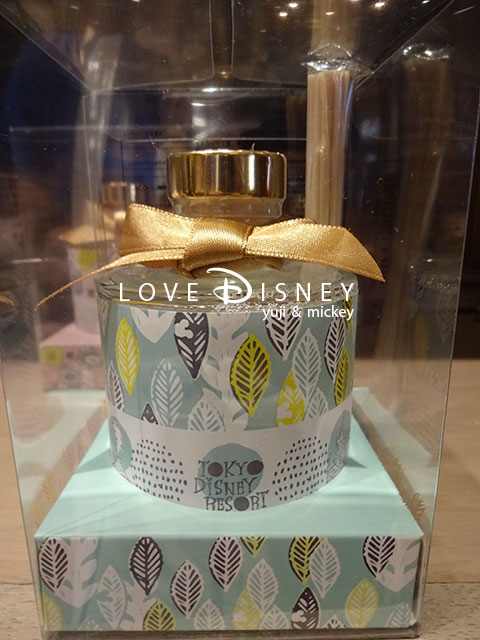 LOVE DISNEY
yuji & mickey
TOKYO
DISNEY
RESORT